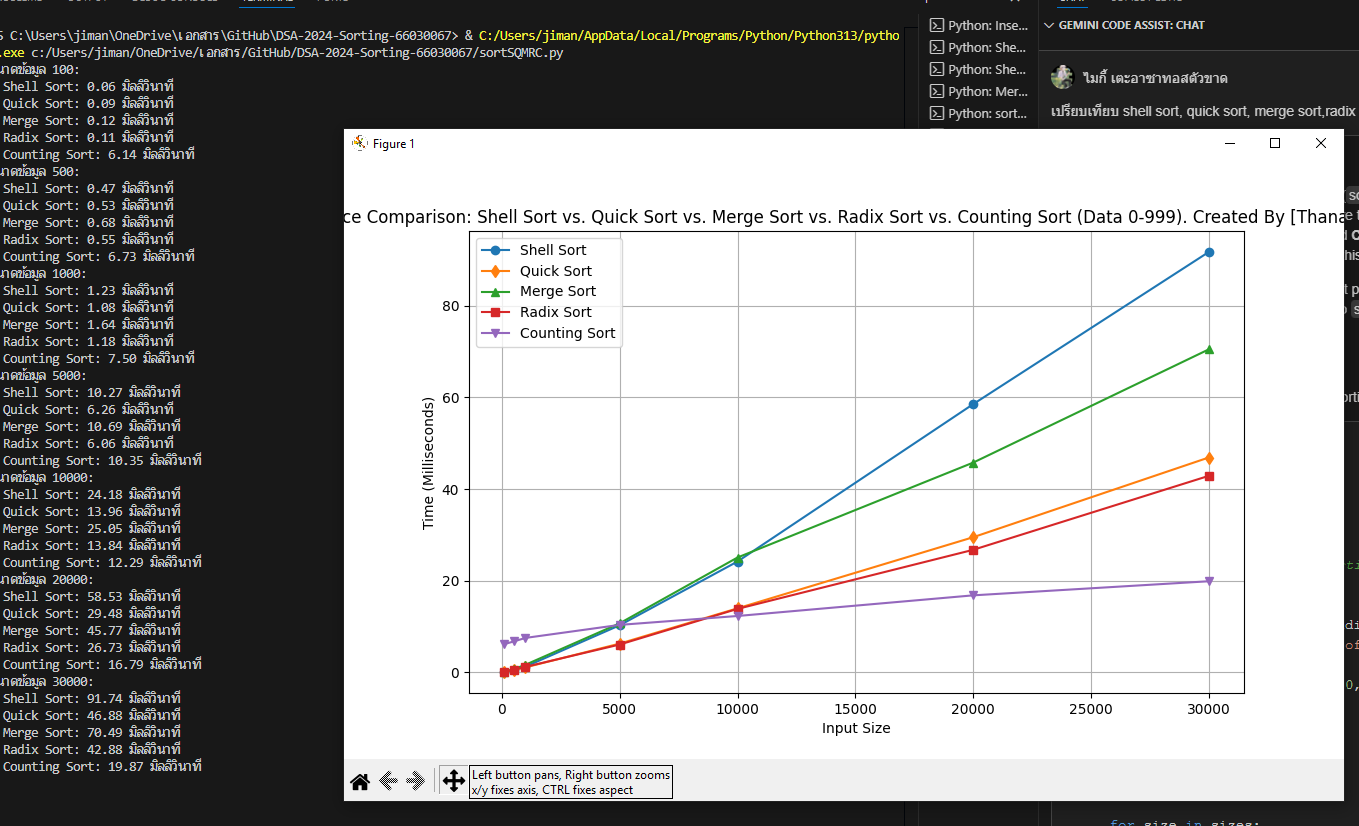 TERMINAL
S C:\Users\jiman\OneDrive\เอกสาร\GitHub\DSA-2024-Sorting-66030067> & C:/Users/jiman/AppData/Local/Programs/Python/Python313/pytho
.exe c:/Users/jiman/OneDrive/เอกสาร/GitHub/DSA-2024-Sorting-66030067/sortSQMRC.py
นาดข้อมูล 100:
Shell Sort: 0.06 มิลลิวินาที
Quick Sort: 0.09 มิลลิวินาที
Merge Sort: 0.12 มิลลิวินาที
Radix Sort: 0.11 มิลลิวินาที
Counting Sort: 6.14 มิลลิวินาที
นาดข้อมูล 500:
Shell Sort: 0.47 มิลลิวินาที
Quick Sort: 0.53 มิลลิวินาที
Merge Sort: 0.68 มิลลิวินาที
Radix Sort: 0.55 มิลลิวินาที
Counting Sort: 6.73 มิลลิวินาที
นาดข้อมูล 1000:
Shell Sort: 1.23 มิลลิวินาที
Quick Sort: 1.08 มิลลิวินาที
Merge Sort: 1.64 มิลลิวินาที
Radix Sort: 1.18 มิลลิวินาที
Counting Sort: 7.50 มิลลิวินาที
นาดข้อมูล 5000:
Shell Sort: 10.27 มิลลิวินาที
Quick Sort: 6.26 มิลลิวินาที
Merge Sort: 10.69 มิลลิวินาที
Radix Sort: 6.06 มิลลิวินาที
Counting Sort: 10.35 มิลลิวินาที
นาดข้อมูล 10000:
Shell Sort: 24.18 มิลลิวินาที
Quick Sort: 13.96 มิลลิวินาที
Merge Sort: 25.05 มิลลิวินาที
Radix Sort: 13.84 มิลลิวินาที
Counting Sort: 12.29 มิลลิวินาที
นาดข้อมูล 20000:
Shell Sort: 58.53 มิลลิวินาที
Quick Sort: 29.48 มิลลิวินาที
Merge Sort: 45.77 มิลลิวินาที
Radix Sort: 26.73 มิลลิวินาที
Counting Sort: 16.79 มิลลิวินาที
นาดข้อมูล 30000:
Shell Sort: 91.74 มิลลิวินาที
Quick Sort: 46.88 มิลลิวินาที
Merge Sort: 70.49 มิลลิวินาที
Radix Sort: 42.88 มิลลิวินาที
Counting Sort: 19.87 มิลลิวินาที
Python: Inse...
Python: She...
Python: She...
Python: Mer...
Python: sort...
GEMINI CODE ASSIST: CHAT
ไมกี้ เตะอาซาทอสตัวขาด
เปรียบเทียบ shell sort, quick sort, merge sort,radix
Figure 1
ce Comparison: Shell Sort vs. Quick Sort vs. Merge Sort vs. Radix Sort vs. Counting Sort (Data 0-999). Created By [Thana
Shell Sort
Quick Sort
Merge Sort
Radix Sort
Counting Sort
Time (Milliseconds)
80
60
40
20
0
0 5000 10000 15000 20000 25000 30000
Input Size
Left button pans, Right button zooms
x/y fixes axis, CTRL fixes aspect
for size in sizes: